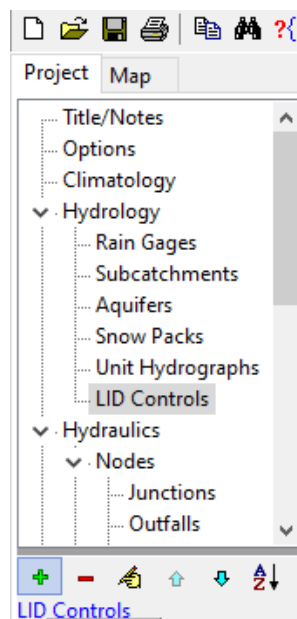 ?{
Project Map
Title/Notes
Options
Climatology
Hydrology
Rain Gages
Subcatchments
Aquifers
Snow Packs
Unit Hydrographs
LID Controls
Hydraulics
Nodes
Junctions
Outfalls
A
Z
LID Controls